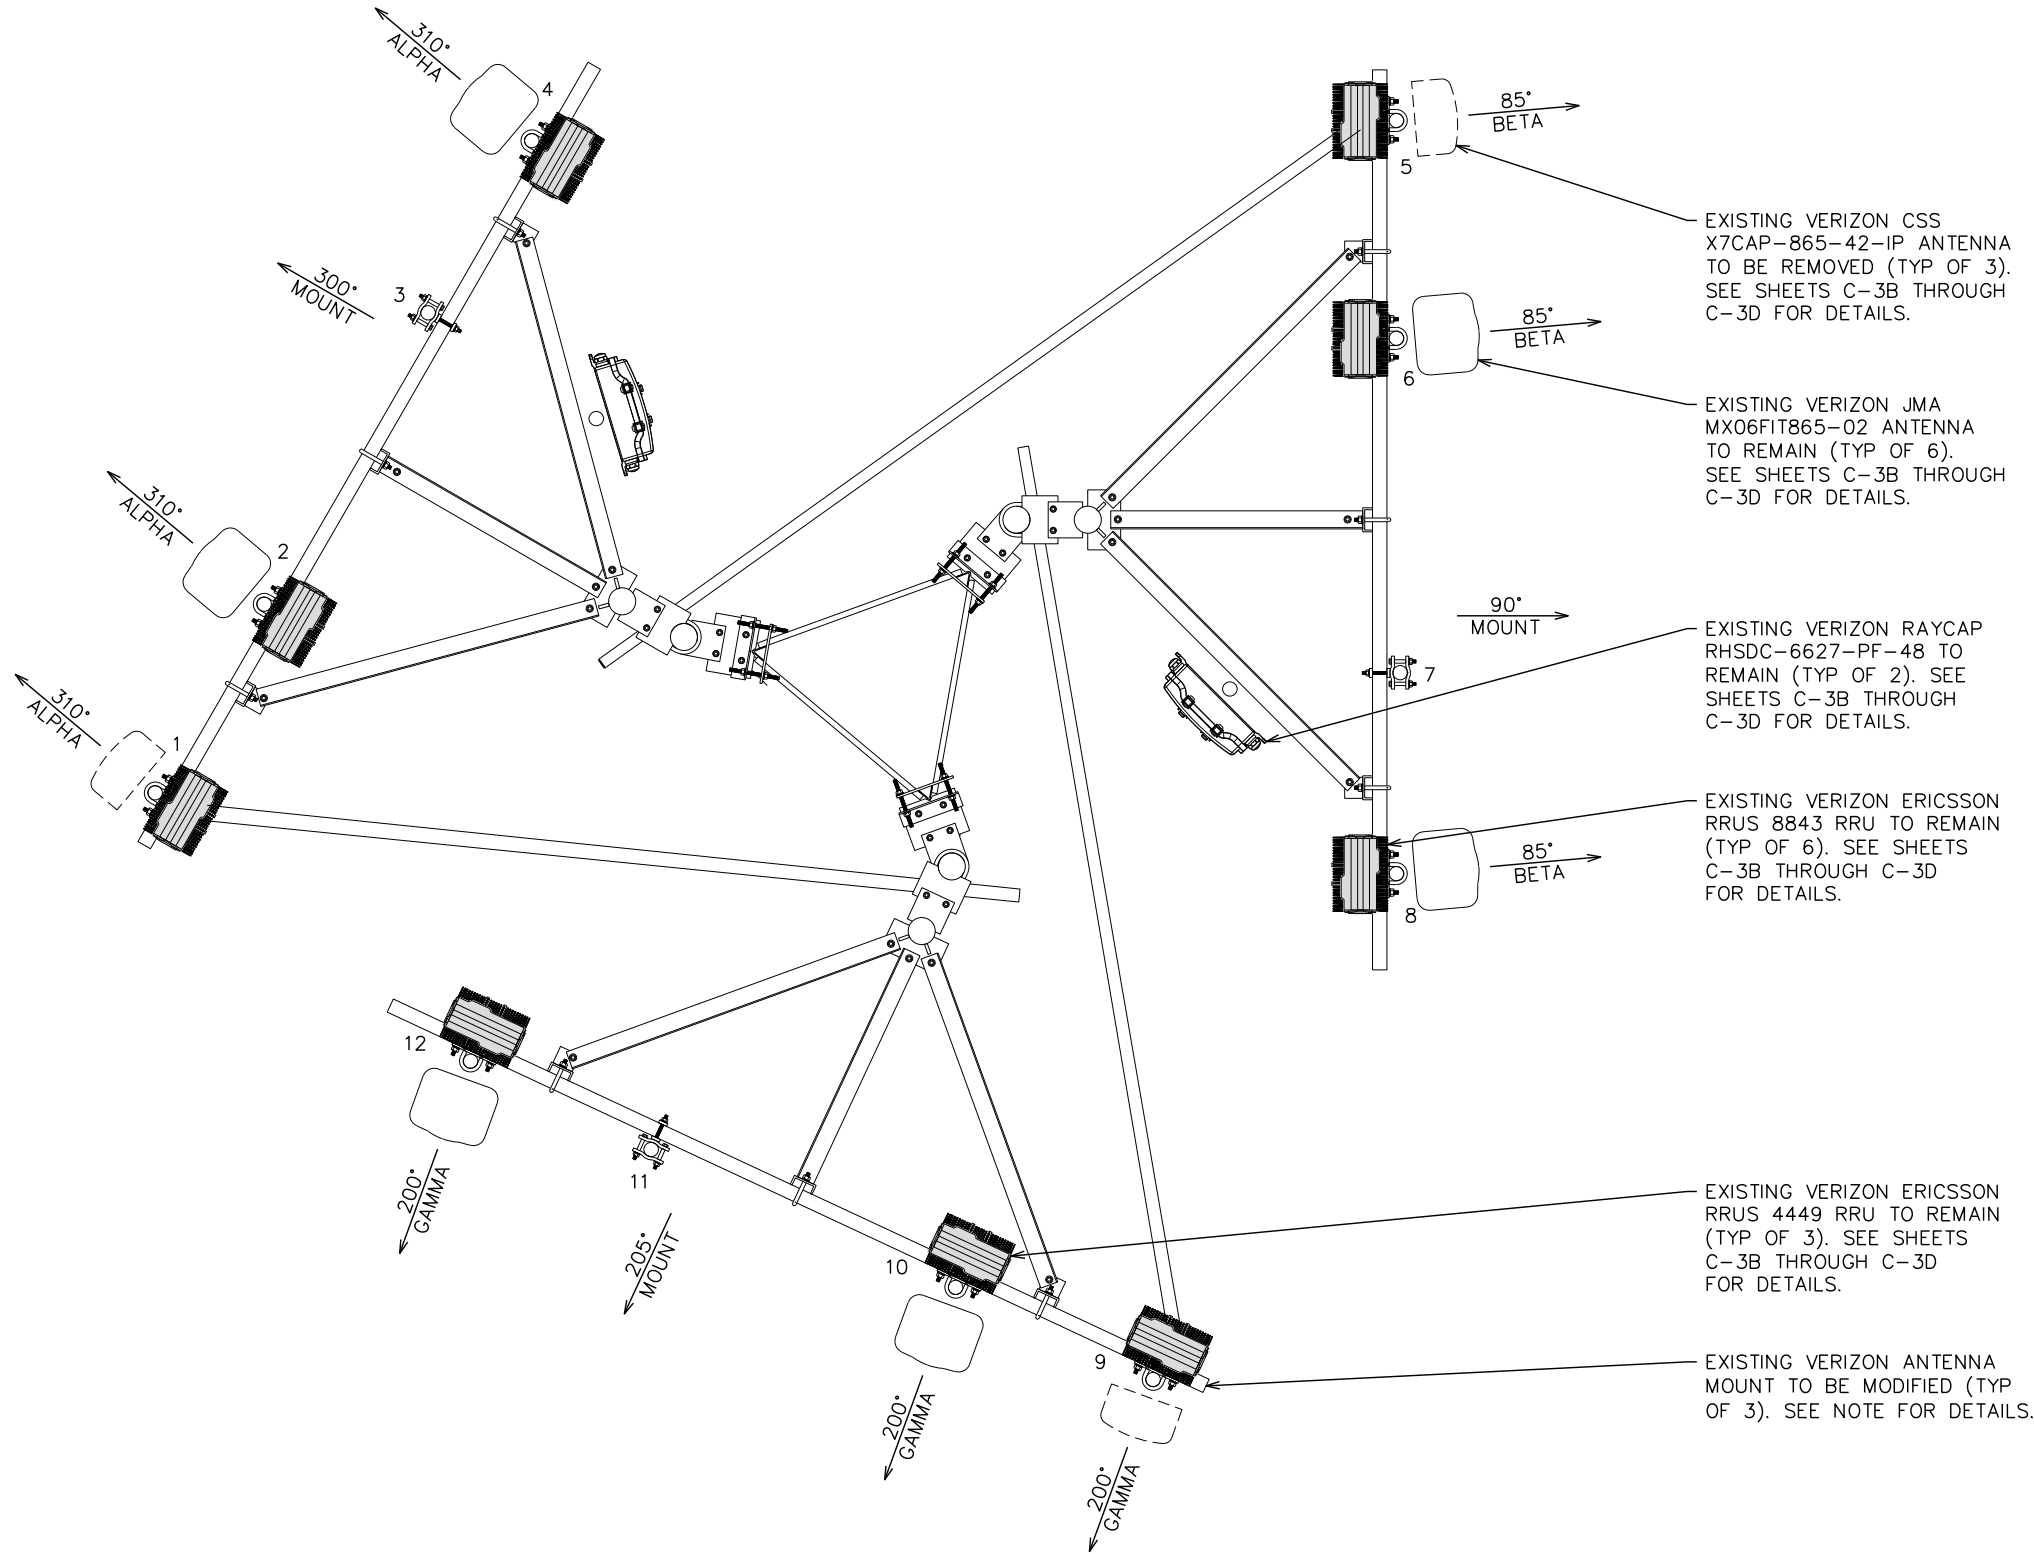 310°
ALPHA
4
300°
MOUNT
3
310°
ALPHA
2
310°
ALPHA
1
85°
BETA
5
85°
BETA
6
90°
MOUNT
7
85°
BETA
8
12
200°
GAMMA
11
205°
MOUNT
10
200°
GAMMA
9
200°
GAMMA
EXISTING VERIZON CSS
X7CAP-865-42-IP ANTENNA
TO BE REMOVED (TYP OF 3).
SEE SHEETS C-3B THROUGH
C-3D FOR DETAILS.
EXISTING VERIZON JMA
MX06FIT865-02 ANTENNA
TO REMAIN (TYP OF 6).
SEE SHEETS C-3B THROUGH
C-3D FOR DETAILS.
EXISTING VERIZON RAYCAP
RHSDC-6627-PF-48 TO
REMAIN (TYP OF 2). SEE
SHEETS C-3B THROUGH
C-3D FOR DETAILS.
EXISTING VERIZON ERICSSON
RRUS 8843 RRU TO REMAIN
(TYP OF 6). SEE SHEETS
C-3B THROUGH C-3D
FOR DETAILS.
EXISTING VERIZON ERICSSON
RRUS 4449 RRU TO REMAIN
(TYP OF 3). SEE SHEETS
C-3B THROUGH C-3D
FOR DETAILS.
EXISTING VERIZON ANTENNA
MOUNT TO BE MODIFIED (TYP
OF 3). SEE NOTE FOR DETAILS.